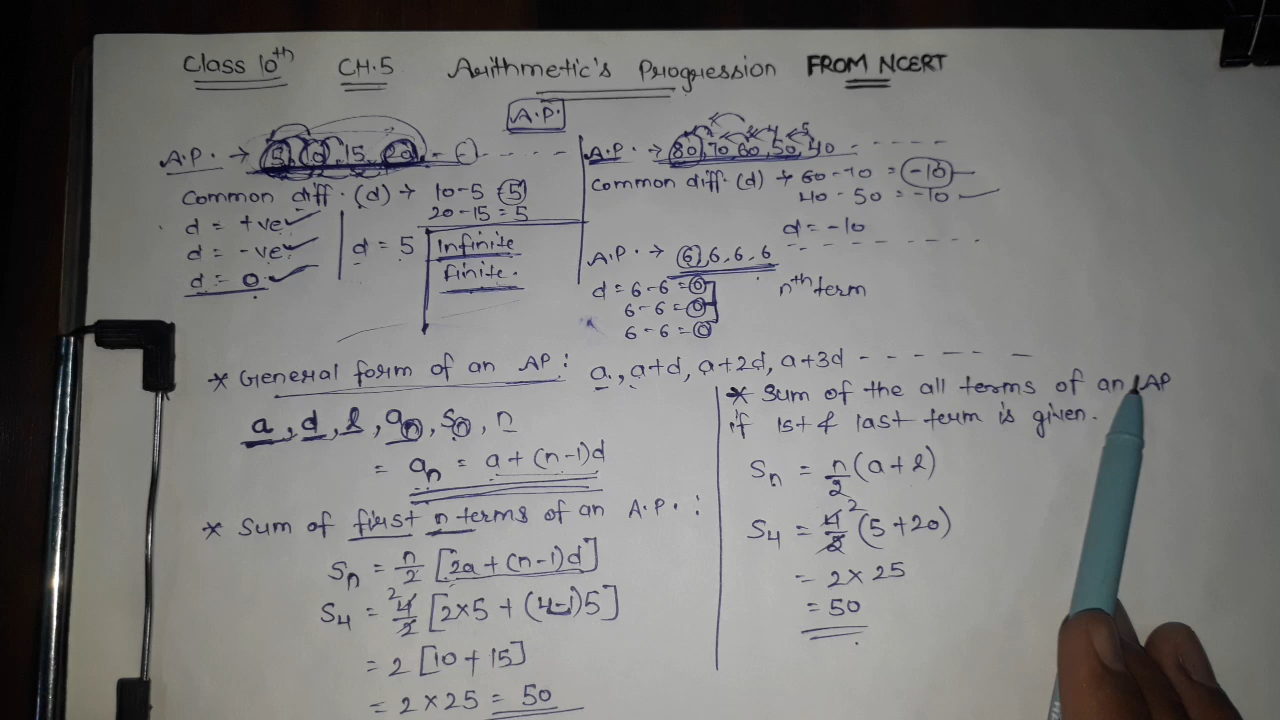 Class 10th CH.5 Arithmetic's Progression FROM NCERT
A.P.
A.P. → 5, 10, 15, 20, - ( ) - - - - -
Common diff. (d) → 10-5 = 5
20-15 = 5
d = +ve ✓
d = -ve ✓
d = 0 ✓
d = 5
Infinite
finite.
A.P. → 80, 70, 60, 50, 40 - - - - - -
Common diff. (d) → 60-70 = -10
40 - 50 = -10
d = -10
A.P. → 6, 6, 6, 6 - - - - - - -
d = 6-6 = 0
6-6 = 0
6-6 = 0
nth term
* General form of an AP: a, a+d, a+2d, a+3d - - - - - -
a, d, l, an, Sn, n
= an = a + (n-1)d
* Sum of first n terms of an A.P. :
Sn = n/2 [2a + (n-1)d]
S4 = 4/2 2 [2×5 + (4-1)5]
= 2 [10 + 15]
= 2 × 25 = 50
* Sum of the all terms of an AP
if 1st & last term is given.
Sn = n/2 (a + l)
S4 = 4/2 2 (5 + 20)
= 2 × 25
= 50